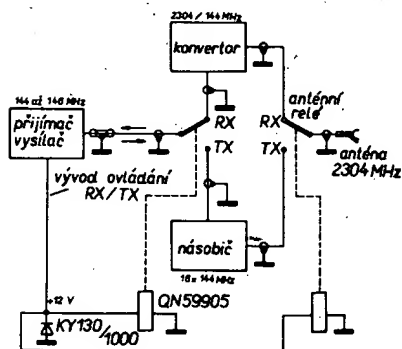 2304 / 144 MHz
konvertor
144 až 146 MHz
přijímač
vysílač
RX
anténní
relé
RX
TX
TX
anténa
2304 MHz
vývod ovládání
RX/TX
násobič
16x 144 MHz
QN59905
+12 V
KY130/1000